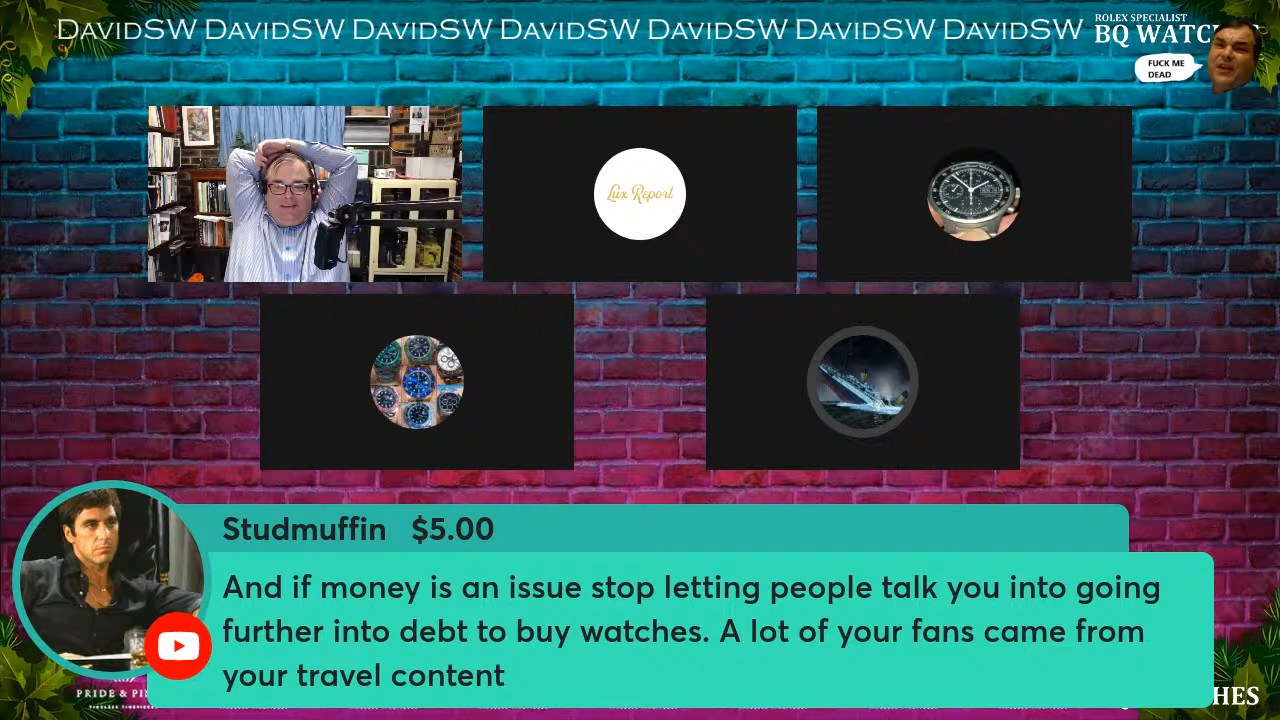 DAVIDSW DAVIDSW DAVIDSW DAVIDSW DAVIDSW DAVIDSW DAVIDSW
ROLEX SPECIALIST
BQ WATC
FUCK ME
DEAD
Lux Report
Studmuffin $5.00
And if money is an issue stop letting people talk you into going
further into debt to buy watches. A lot of your fans came from
your travel content
PRIDE & PIN
TIMELESS TIMEPIECES
HES